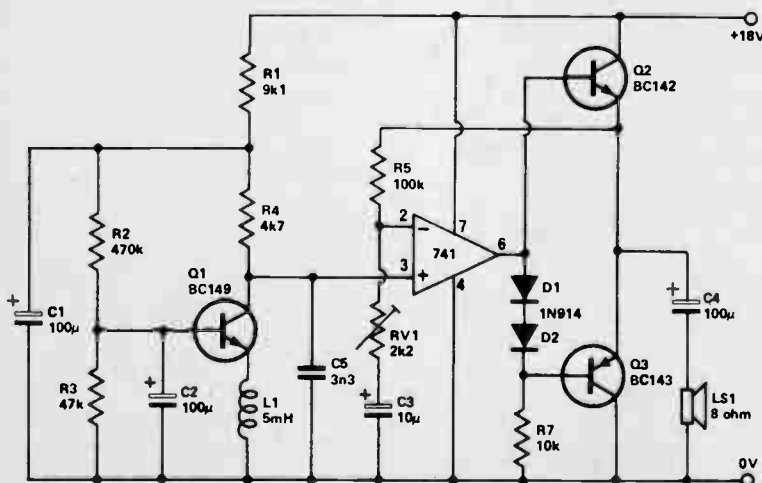 +18V
R1
9k1
Q2
BC142
R5
100k
R4
4k7
R2
470k
2
7
741
6
3
4
Q1
BC149
D1
1N914
C1
100µ
RV1
2k2
D2
C4
100µ
C5
3n3
Q3
BC143
R3
47k
C2
100µ
L1
5mH
C3
10µ
R7
10k
LS1
8 ohm
0V